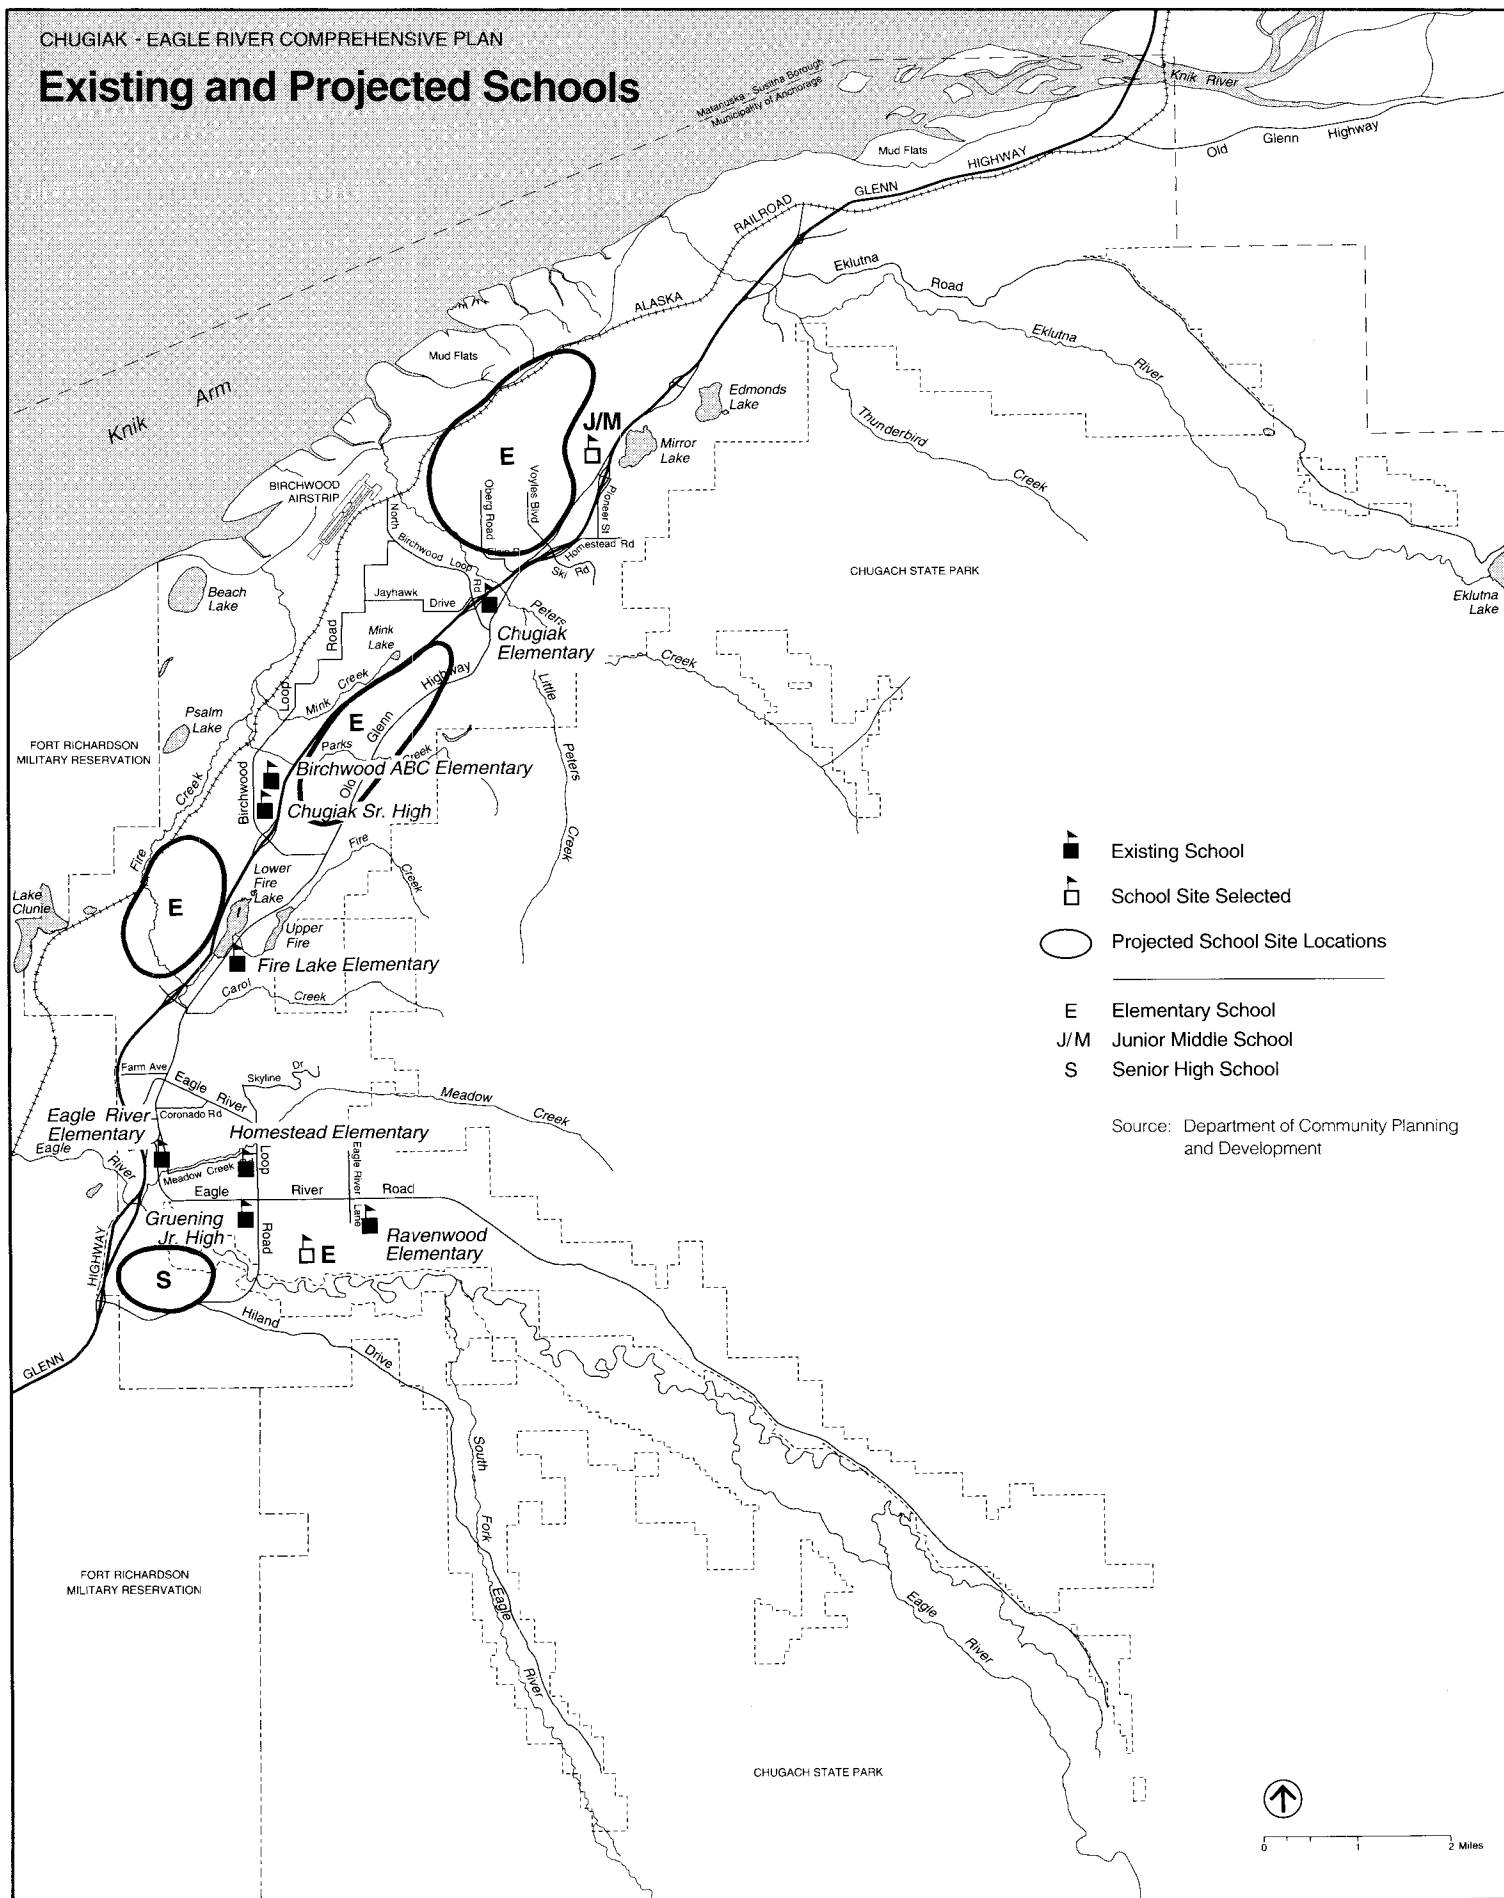 CHUGIAK - EAGLE RIVER COMPREHENSIVE PLAN
Existing and Projected Schools
Matanuska - Susitna Borough
Municipality of Anchorage
Knik River
Mud Flats
HIGHWAY
Old Glenn Highway
GLENN
RAILROAD
Eklutna Road
ALASKA
Eklutna River
Mud Flats
Knik Arm
Edmonds
Lake
J/M
Thunderbird Creek
Mirror
Lake
E
BIRCHWOOD
AIRSTRIP
Voyles Blvd
Oberg Road
Pioneer St
North Birchwood Loop Rd
Homestead Rd
Ski Rd
CHUGACH STATE PARK
Eklutna
Lake
Beach
Lake
Jayhawk Drive
Peters Creek
Mink
Lake
Chugiak
Elementary
Road
Loop
Birchwood
Mink Creek
Old Glenn Highway
Little Peters Creek
Psalm
Lake
E
Parks Creek
FORT RICHARDSON
MILITARY RESERVATION
Birchwood ABC Elementary
Chugiak Sr. High
Fire Creek
Fire Creek
Existing School
Lower
Fire
Lake
Lake
Clunie
School Site Selected
E
Upper
Fire
Projected School Site Locations
Fire Lake Elementary
Carol Creek
E Elementary School
J/M Junior Middle School
S Senior High School
Farm Ave
Skyline Dr
Eagle River Loop Road
Meadow Creek
Coronado Rd
Eagle River
Elementary
Homestead Elementary
Source: Department of Community Planning
and Development
Eagle River
Meadow Creek
Eagle River Lane
Eagle River Road
Gruening
Jr. High
Ravenwood
Elementary
HIGHWAY
E
S
Hiland Drive
GLENN
South Fork Eagle River
FORT RICHARDSON
MILITARY RESERVATION
Eagle River
CHUGACH STATE PARK
0 1 2 Miles